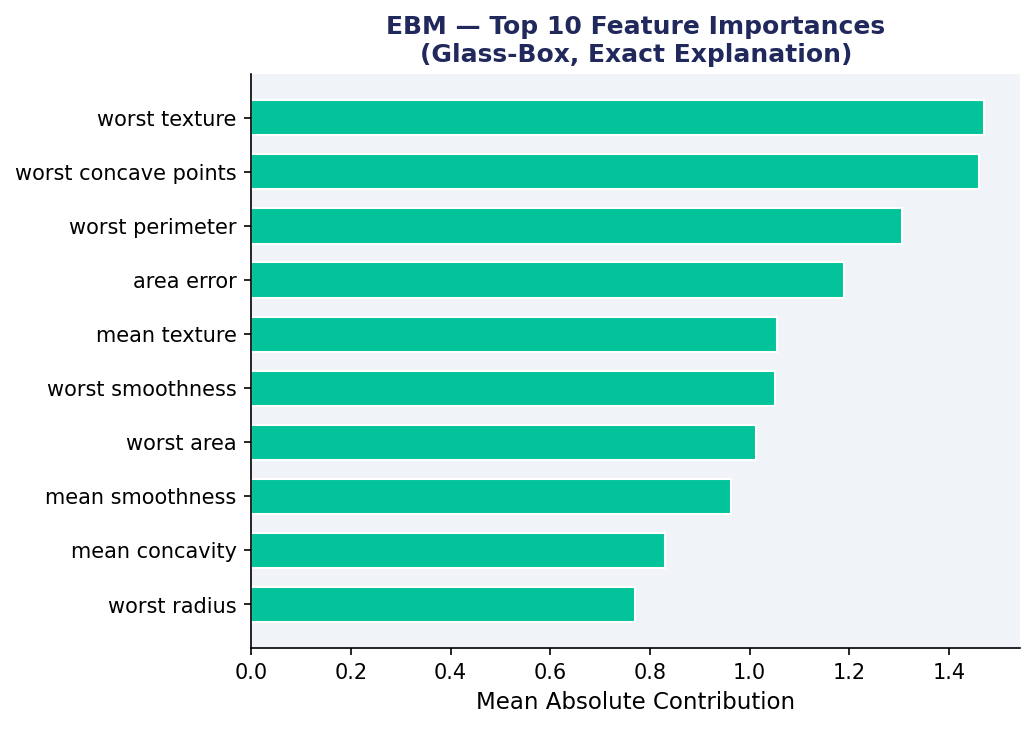 EBM — Top 10 Feature Importances
(Glass-Box, Exact Explanation)
worst texture
worst concave points
worst perimeter
area error
mean texture
worst smoothness
worst area
mean smoothness
mean concavity
worst radius
0.0 0.2 0.4 0.6 0.8 1.0 1.2 1.4
Mean Absolute Contribution